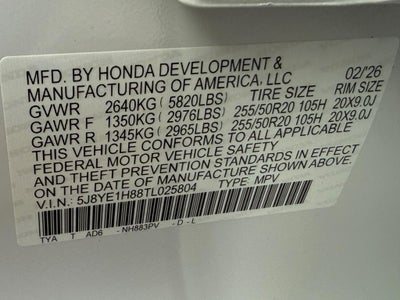 MFD. BY HONDA DEVELOPMENT &
MANUFACTURING OF AMERICA, LLC 02/'26
GVWR 2640KG (5820LBS) TIRE SIZE RIM SIZE
GAWR F 1350KG (2976LBS) 255/50R20 105H 20X9.0J
GAWR R 1345KG (2965LBS) 255/50R20 105H 20X9.0J
THIS VEHICLE CONFORMS TO ALL APPLICABLE
FEDERAL MOTOR VEHICLE SAFETY
AND THEFT PREVENTION STANDARDS
IN EFFECT ON THE DATE OF
MANUFACTURE SHOWN ABOVE.
V.I.N: 5J8YE1H88TL025804 TYPE: MPV
TYA T AD6 -NH883PV -D-L